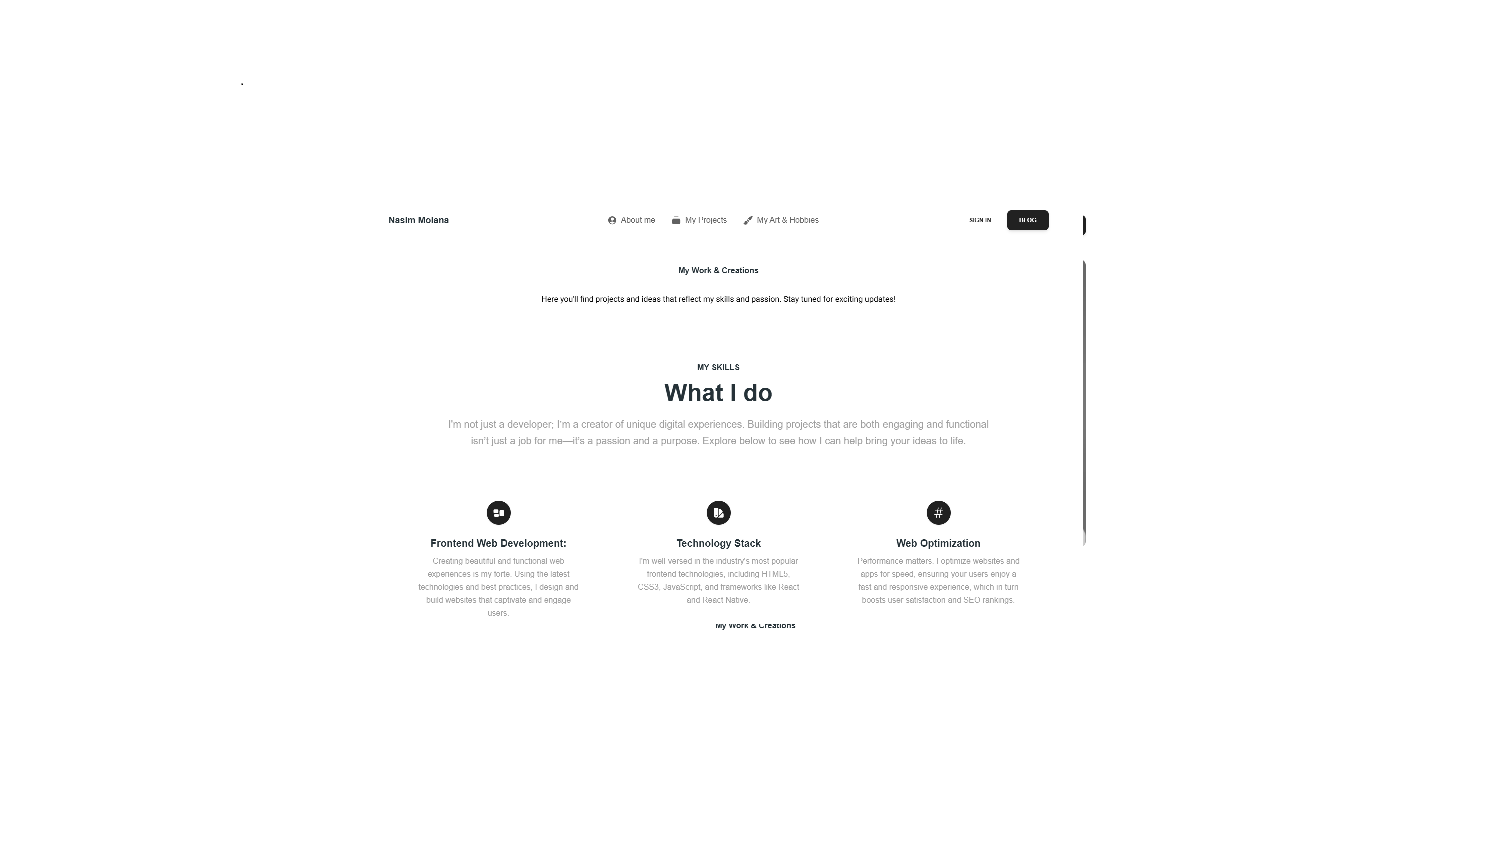 Nasim Molana About me My Projects My Art & Hobbies SIGN IN BLOG
My Work & Creations
Here you'll find projects and ideas that reflect my skills and passion. Stay tuned for exciting updates!
MY SKILLS
What I do
I'm not just a developer; I'm a creator of unique digital experiences. Building projects that are both engaging and functional
isn't just a job for me—it's a passion and a purpose. Explore below to see how I can help bring your ideas to life.
Frontend Web Development:
Creating beautiful and functional web
experiences is my forte. Using the latest
technologies and best practices, I design and
build websites that captivate and engage
users.
Technology Stack
I'm well versed in the industry's most popular
frontend technologies, including HTML5,
CSS3, JavaScript, and frameworks like React
and React Native.
Web Optimization
Performance matters. I optimize websites and
apps for speed, ensuring your users enjoy a
fast and responsive experience, which in turn
boosts user satisfaction and SEO rankings.
My Work & Creations